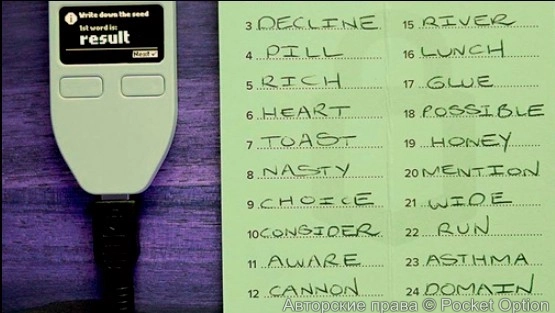 Write down the seed
1st word is:
result
Next
3 DECLINE
4 PILL
5 RICH
6 HEART
7 TOAST
8 NASTY
9 CHOICE
10 CONSIDER
11 AWARE
12 CANNON
15 RIVER
16 LUNCH
17 GLUE
18 POSSIBLE
19 HONEY
20 MENTION
21 WIDE
22 RUN
23 ASTHMA
24 DOMAIN
Авторские права © Pocket Option